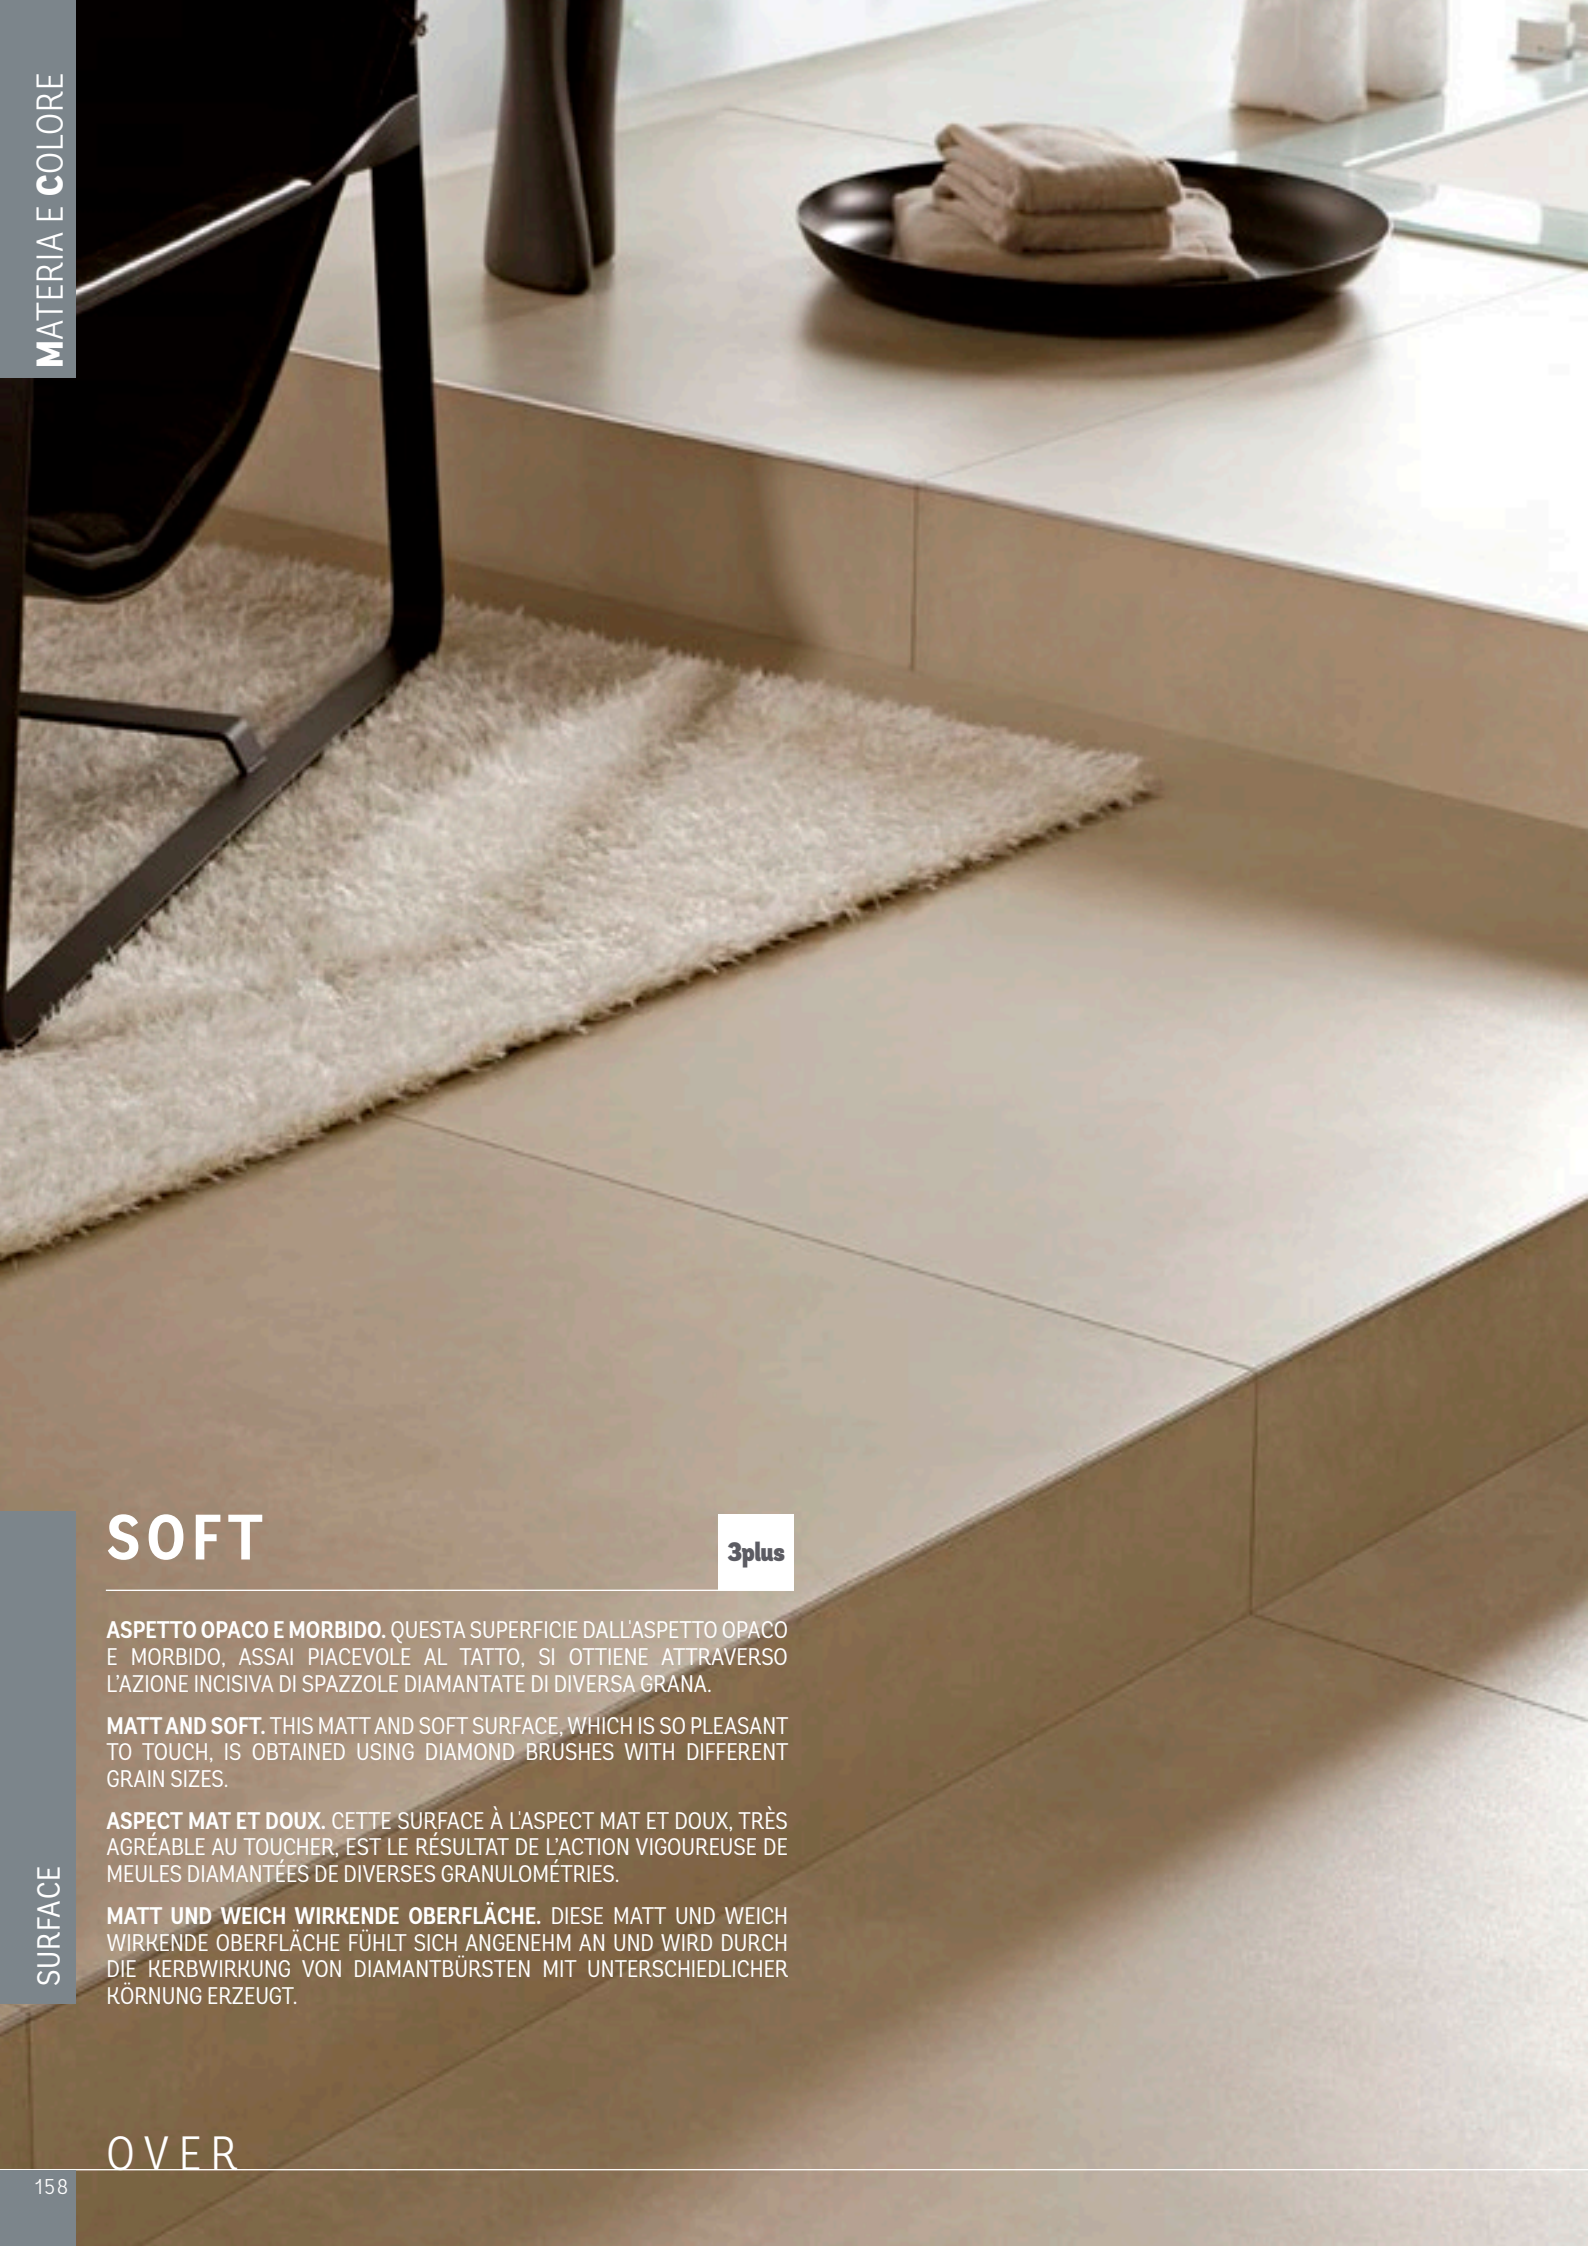 MATERIA E COLORE
SOFT
3plus
ASPETTO OPACO E MORBIDO. QUESTA SUPERFICIE DALL'ASPETTO OPACO
E MORBIDO, ASSAI PIACEVOLE AL TATTO, SI OTTIENE ATTRAVERSO
L’AZIONE INCISIVA DI SPAZZOLE DIAMANTATE DI DIVERSA GRANA.
MATT AND SOFT. THIS MATT AND SOFT SURFACE, WHICH IS SO PLEASANT
TO TOUCH, IS OBTAINED USING DIAMOND BRUSHES WITH DIFFERENT
GRAIN SIZES.
ASPECT MAT ET DOUX. CETTE SURFACE À L'ASPECT MAT ET DOUX, TRÈS
AGRÉABLE AU TOUCHER, EST LE RÉSULTAT DE L’ACTION VIGOUREUSE DE
MEULES DIAMANTÉES DE DIVERSES GRANULOMÉTRIES.
MATT UND WEICH WIRKENDE OBERFLÄCHE. DIESE MATT UND WEICH
WIRKENDE OBERFLÄCHE FÜHLT SICH ANGENEHM AN UND WIRD DURCH
DIE KERBWIRKUNG VON DIAMANTBÜRSTEN MIT UNTERSCHIEDLICHER
KÖRNUNG ERZEUGT.
SURFACE
OVER
158